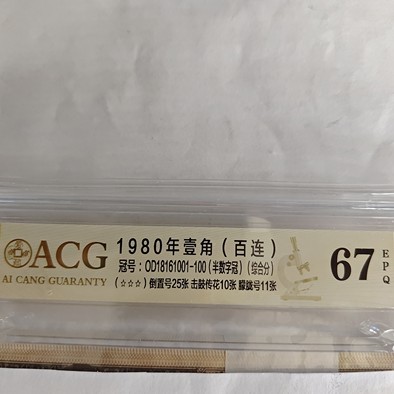 ACG
AI CANG GUARANTY
1980年壹角（百连）
冠号：OD18161001-100（半数字冠）（综合分）
（☆☆☆）倒置号25张 击鼓传花10张 朦胧号11张
67
EPQ